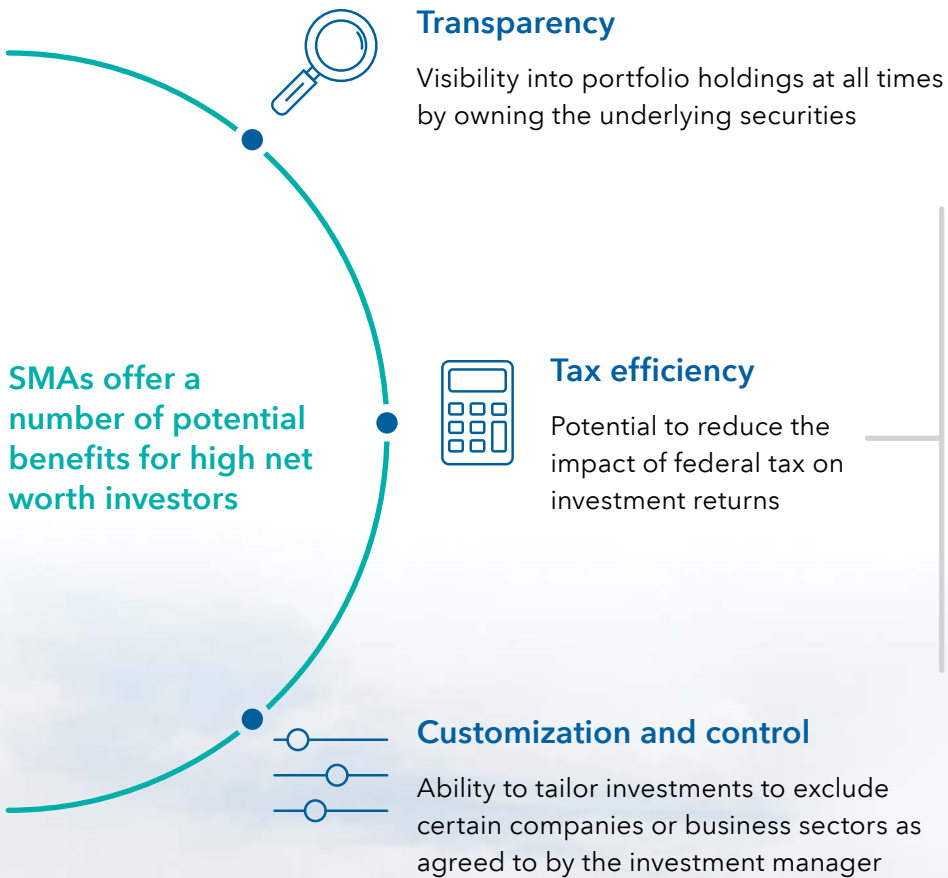 Transparency
Visibility into portfolio holdings at all times
by owning the underlying securities
SMAs offer a
number of potential
benefits for high net
worth investors
Tax efficiency
Potential to reduce the
impact of federal tax on
investment returns
Customization and control
Ability to tailor investments to exclude
certain companies or business sectors as
agreed to by the investment manager